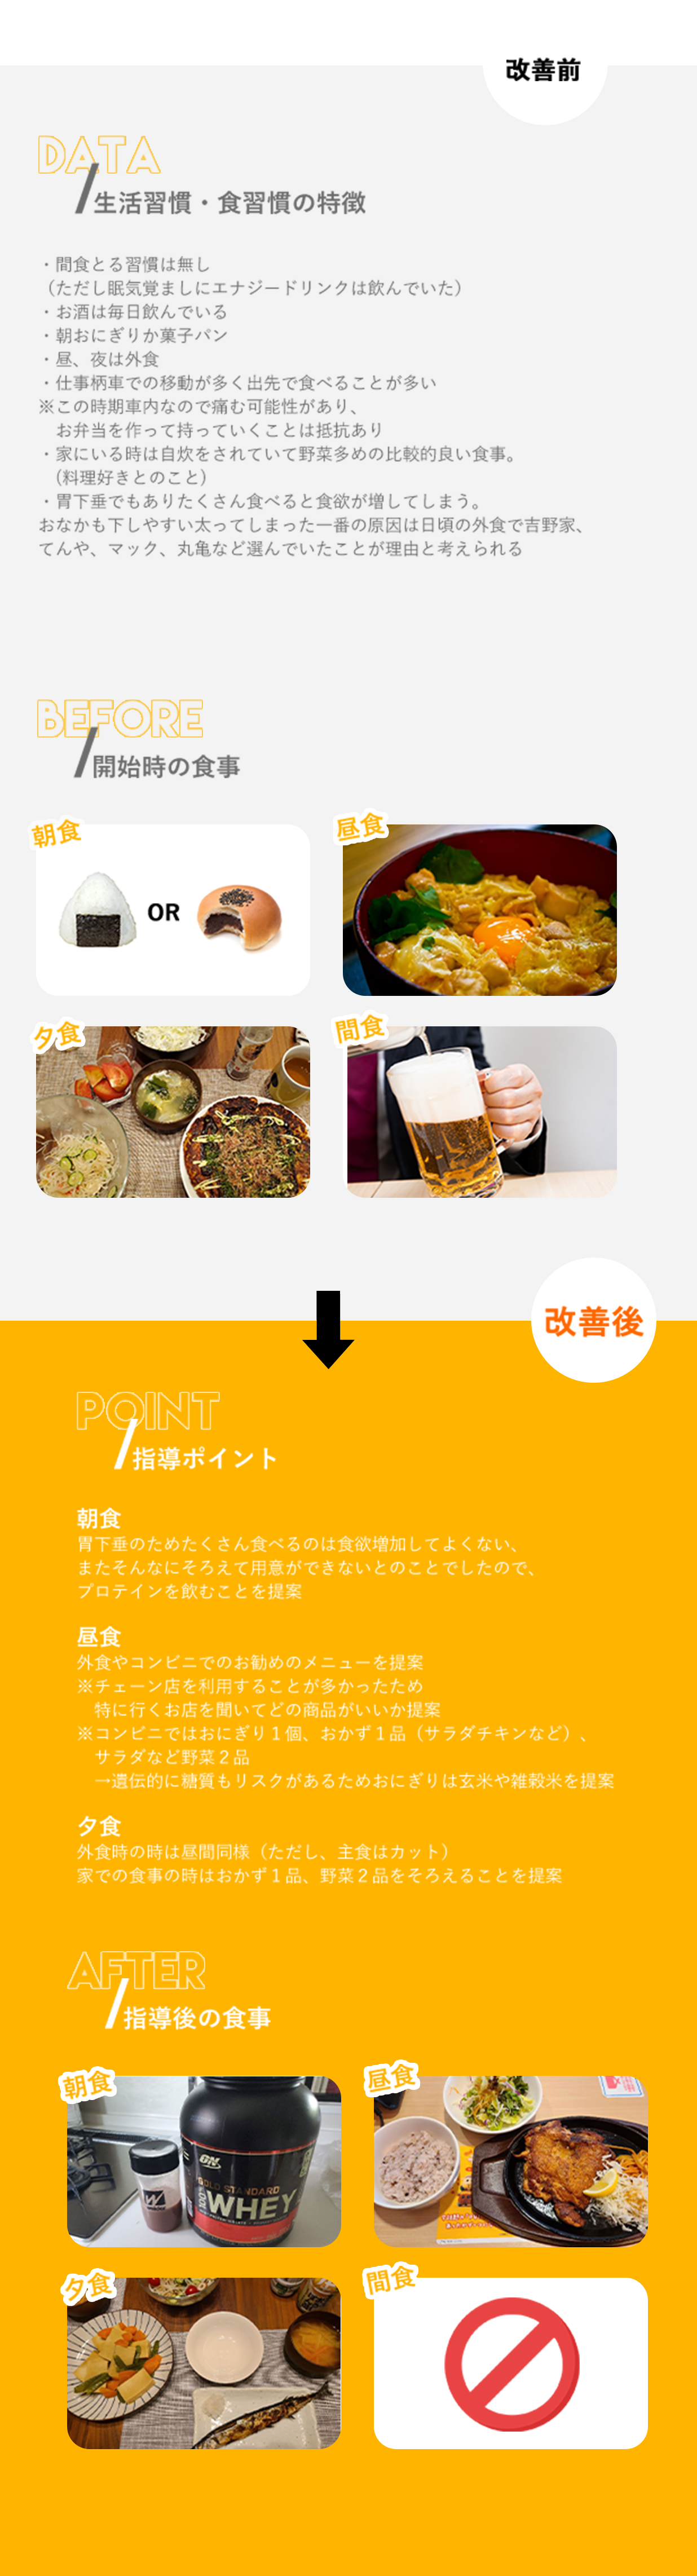 改善前
DATA
/生活習慣・食習慣の特徴
・間食とる習慣は無し
（ただし眠気覚ましにエナジードリンクは飲んでいた）
・お酒は毎日飲んでいる
・朝おにぎりか菓子パン
・昼、夜は外食
・仕事柄車での移動が多く出先で食べることが多い
※この時期車内なので痛む可能性があり、
お弁当を作って持っていくことは抵抗あり
・家にいる時は自炊をされていて野菜多めの比較的良い食事。
(料理好きとのこと)
・胃下垂でもありたくさん食べると食欲が増してしまう。
おなかも下しやすい太ってしまった一番の原因は日頃の外食で吉野家、
てんや、マック、丸亀など選んでいたことが理由と考えられる
BEFORE
/開始時の食事
朝食
昼食
OR
夕食
間食
改善後
POINT
/指導ポイント
朝食
胃下垂のためたくさん食べるのは食欲増加してよくない、
またそんなにそろえて用意ができないとのことでしたので、
プロテインを飲むことを提案
昼食
外食やコンビニでのお勧めのメニューを提案
※チェーン店を利用することが多かったため
特に行くお店を聞いてどの商品がいいか提案
※コンビニではおにぎり１個、おかず１品（サラダチキンなど）、
サラダなど野菜２品
→遺伝的に糖質もリスクがあるためおにぎりは玄米や雑穀米を提案
夕食
外食時の時は昼間同様（ただし、主食はカット）
家での食事の時はおかず１品、野菜２品をそろえることを提案
AFTER
/指導後の食事
朝食
昼食
ON
GOLD STANDARD
100% WHEY
夕食
間食